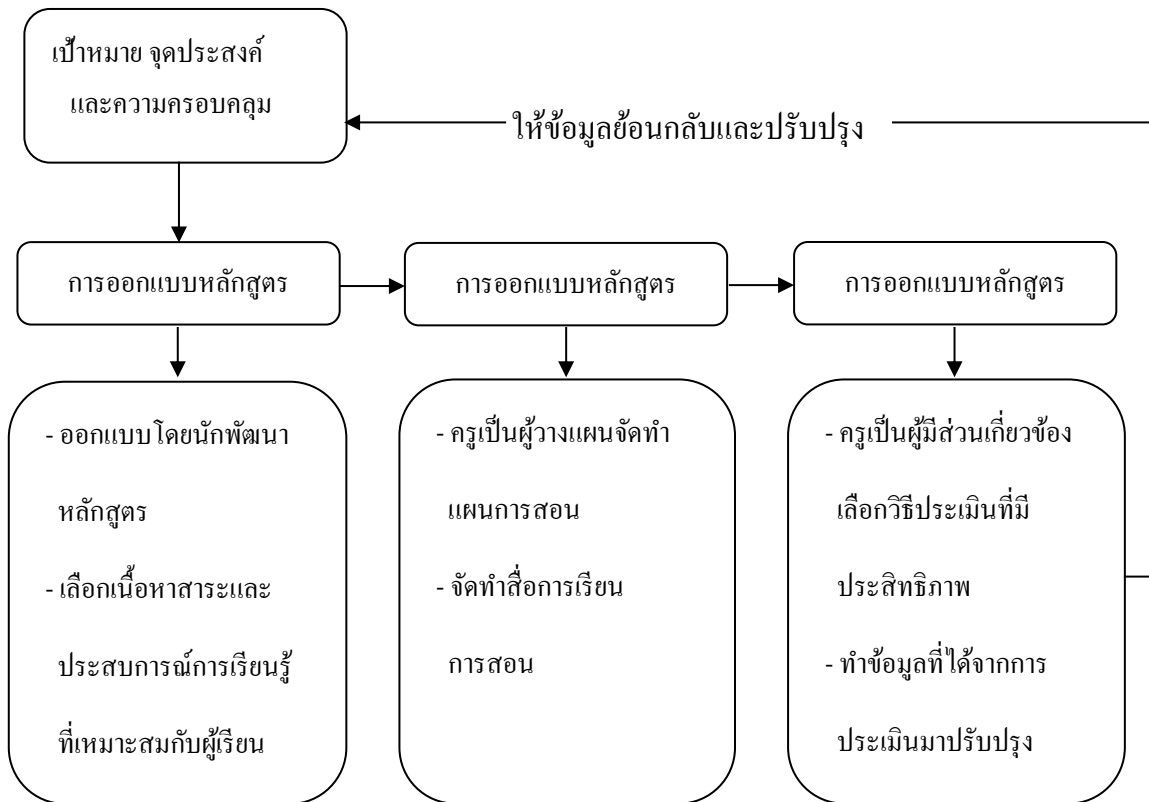 เป้าหมาย จุดประสงค์
และความครอบคลุม
ให้ข้อมูลย้อนกลับและปรับปรุง
การออกแบบหลักสูตร
การออกแบบหลักสูตร
การออกแบบหลักสูตร
- ออกแบบโดยนักพัฒนา
หลักสูตร
- เลือกเนื้อหาสาระและ
ประสบการณ์การเรียนรู้
ที่เหมาะสมกับผู้เรียน
- ครูเป็นผู้วางแผนจัดทำ
แผนการสอน
- จัดทำสื่อการเรียน
การสอน
- ครูเป็นผู้มีส่วนเกี่ยวข้อง
เลือกวิธีประเมินที่มี
ประสิทธิภาพ
- ทำข้อมูลที่ได้จากการ
ประเมินมาปรับปรุง